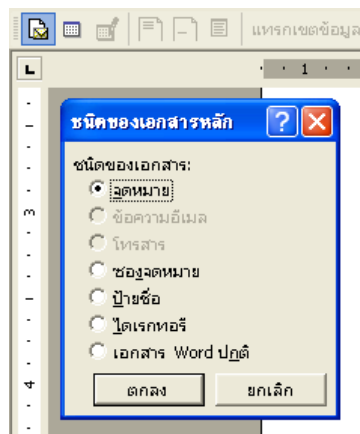 แทรกเขตข้อมูล
1
ชนิดของเอกสารหลัก
ชนิดของเอกสาร:
จดหมาย
ข้อความอีเมล
โทรสาร
ซองจดหมาย
ป้ายชื่อ
ไดเรกทอรี
เอกสาร Word ปกติ
ตกลง ยกเลิก
3
4